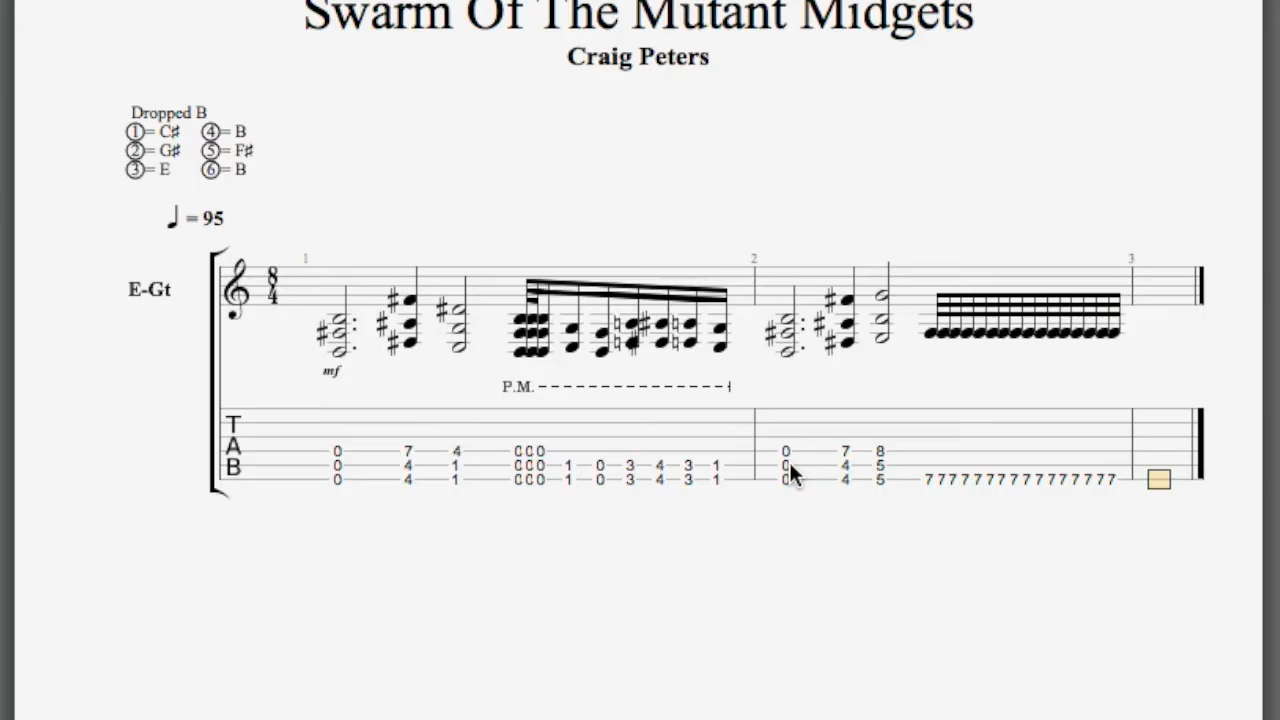 Swarm Of The Mutant Midgets
Craig Peters
Dropped B
①= C♯ ④= B
②= G♯ ⑤= F♯
③= E ⑥= B
♩ = 95
1 2 3
E-Gt
8
4
mf
P.M.
T
A 0 7 4 0 0 0 0 7 8
B 0 4 1 0 0 0 1 0 3 4 3 1 0 4 5
0 4 1 0 0 0 1 0 3 4 3 1 0 4 5 7 7 7 7 7 7 7 7 7 7 7 7 7 7 7 7